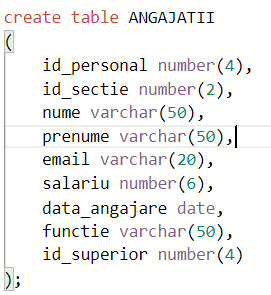 create table ANGAJATII
(
id_personal number(4),
id_sectie number(2),
nume varchar(50),
prenume varchar(50),
email varchar(20),
salariu number(6),
data_angajare date,
functie varchar(50),
id_superior number(4)
);